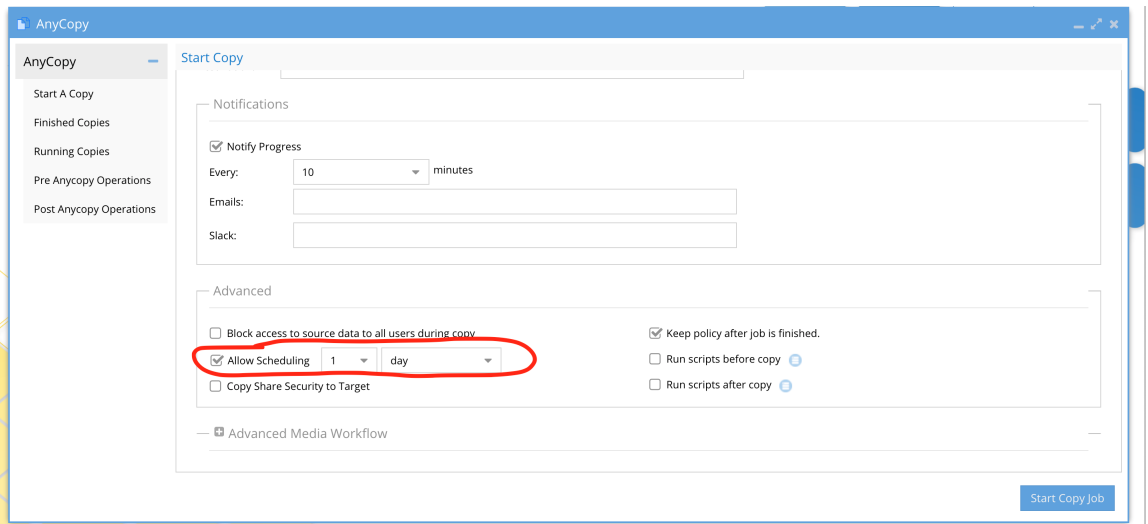 AnyCopy
AnyCopy
Start Copy
Start A Copy
Finished Copies
Running Copies
Pre Anycopy Operations
Post Anycopy Operations
Notifications
Notify Progress
Every: 10 minutes
Emails:
Slack:
Advanced
Block access to source data to all users during copy
Keep policy after job is finished.
Allow Scheduling 1 day
Run scripts before copy
Copy Share Security to Target
Run scripts after copy
Advanced Media Workflow
Start Copy Job